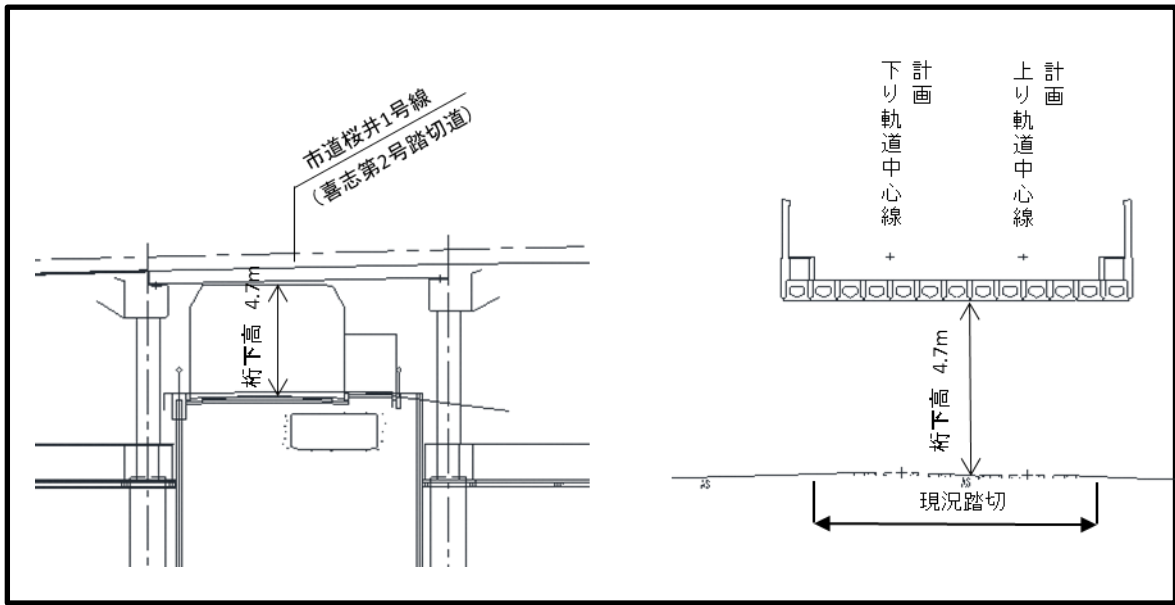 市道桜井1号線
(喜志第2号踏切道)
桁下高 4.7m
計画
下り軌道中心線
計画
上り軌道中心線
桁下高 4.7m
現況踏切